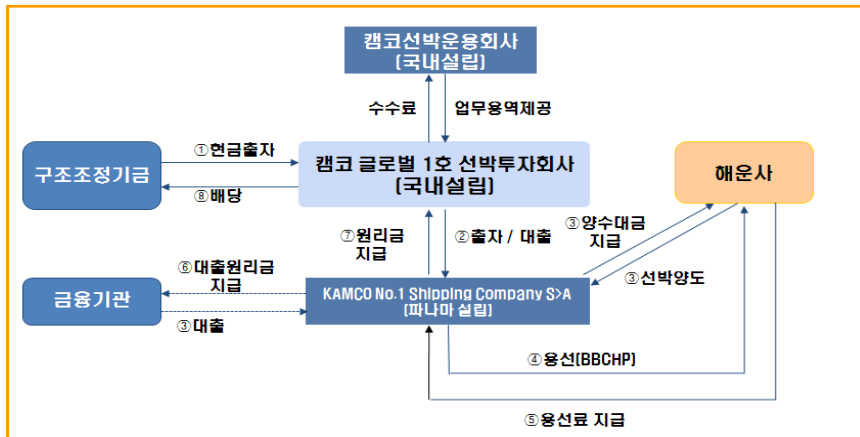 캠코선박운용회사
(국내설립)
수수료
업무용역제공
①현금출자
구조조정기금
⑧배당
캠코 글로벌 1호 선박투자회사
(국내설립)
해운사
⑦원리금
지급
②출자 / 대출
③양수대금
지급
③선박양도
⑥대출원리금
지급
금융기관
③대출
KAMCO No.1 Shipping Company S>A
(파나마 설립)
④용선(BBCHP)
⑤용선료 지급